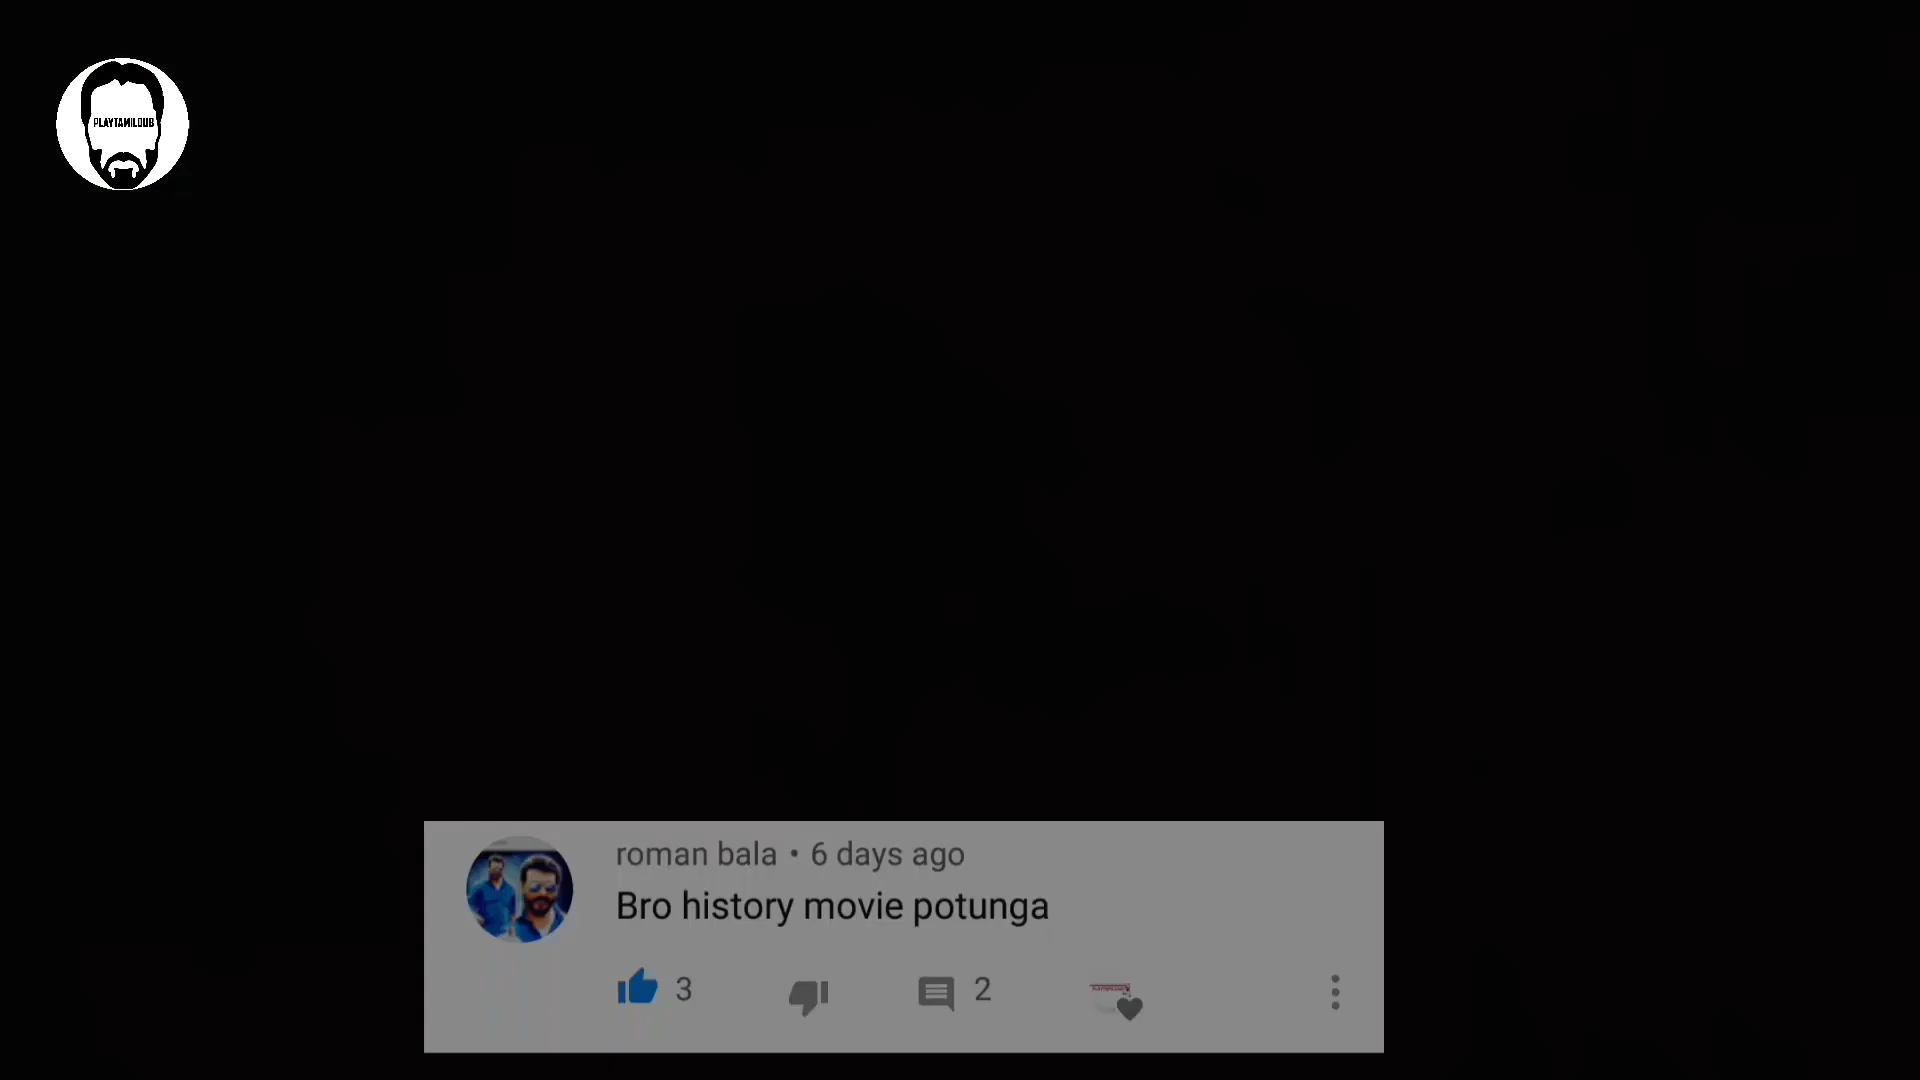 PLAYTAMILDUB
roman bala • 6 days ago
Bro history movie potunga
3
2